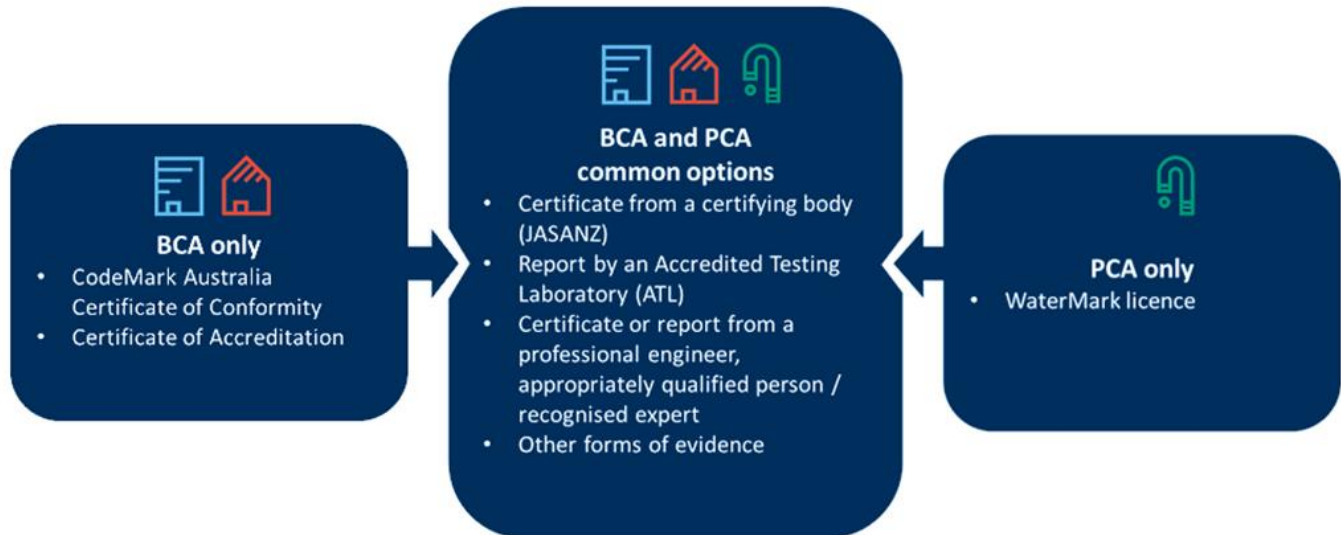 BCA only
• CodeMark Australia
Certificate of Conformity
• Certificate of Accreditation
BCA and PCA
common options
• Certificate from a certifying body
(JASANZ)
• Report by an Accredited Testing
Laboratory (ATL)
• Certificate or report from a
professional engineer,
appropriately qualified person /
recognised expert
• Other forms of evidence
PCA only
• WaterMark licence